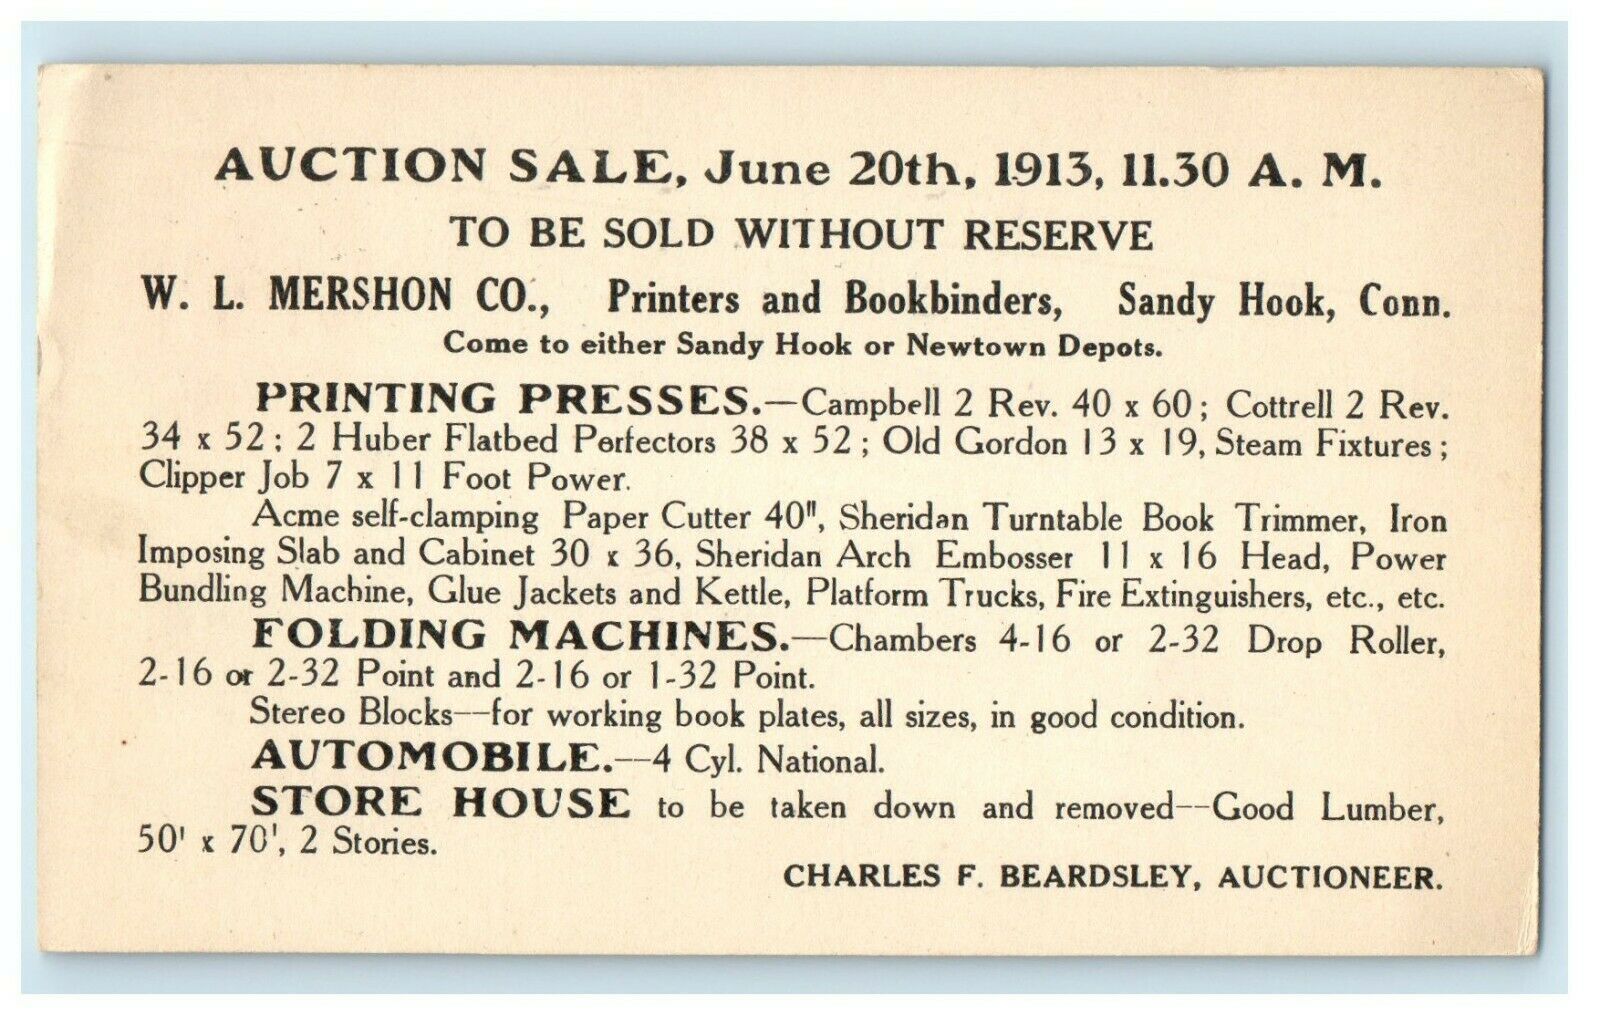 AUCTION SALE, June 20th, 1913, 11.30 A. M.
TO BE SOLD WITHOUT RESERVE
W. L. MERSHON CO., Printers and Bookbinders, Sandy Hook, Conn.
Come to either Sandy Hook or Newtown Depots.
PRINTING PRESSES.—Campbell 2 Rev. 40 x 60; Cottrell 2 Rev.
34 x 52; 2 Huber Flatbed Perfectors 38 x 52; Old Gordon 13 x 19, Steam Fixtures;
Clipper Job 7 x 11 Foot Power.
Acme self-clamping Paper Cutter 40", Sheridan Turntable Book Trimmer, Iron
Imposing Slab and Cabinet 30 x 36, Sheridan Arch Embosser 11 x 16 Head, Power
Bundling Machine, Glue Jackets and Kettle, Platform Trucks, Fire Extinguishers, etc., etc.
FOLDING MACHINES.—Chambers 4-16 or 2-32 Drop Roller,
2-16 or 2-32 Point and 2-16 or 1-32 Point.
Stereo Blocks—for working book plates, all sizes, in good condition.
AUTOMOBILE.—4 Cyl. National.
STORE HOUSE to be taken down and removed—Good Lumber,
50' x 70', 2 Stories.
CHARLES F. BEARDSLEY, AUCTIONEER.